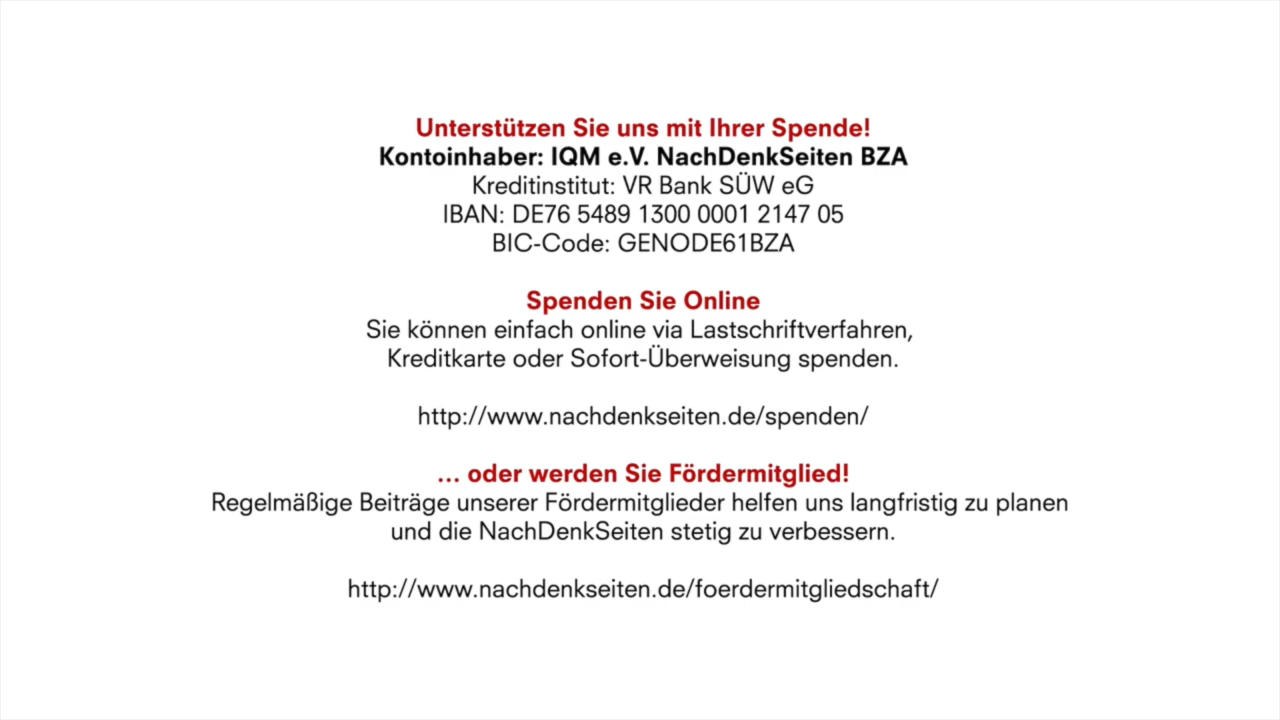 Unterstützen Sie uns mit Ihrer Spende!
Kontoinhaber: IQM e.V. NachDenkSeiten BZA
Kreditinstitut: VR Bank SÜW eG
IBAN: DE76 5489 1300 0001 2147 05
BIC-Code: GENODE61BZA
Spenden Sie Online
Sie können einfach online via Lastschriftverfahren,
Kreditkarte oder Sofort-Überweisung spenden.
http://www.nachdenkseiten.de/spenden/
... oder werden Sie Fördermitglied!
Regelmäßige Beiträge unserer Fördermitglieder helfen uns langfristig zu planen
und die NachDenkSeiten stetig zu verbessern.
http://www.nachdenkseiten.de/foerdermitgliedschaft/